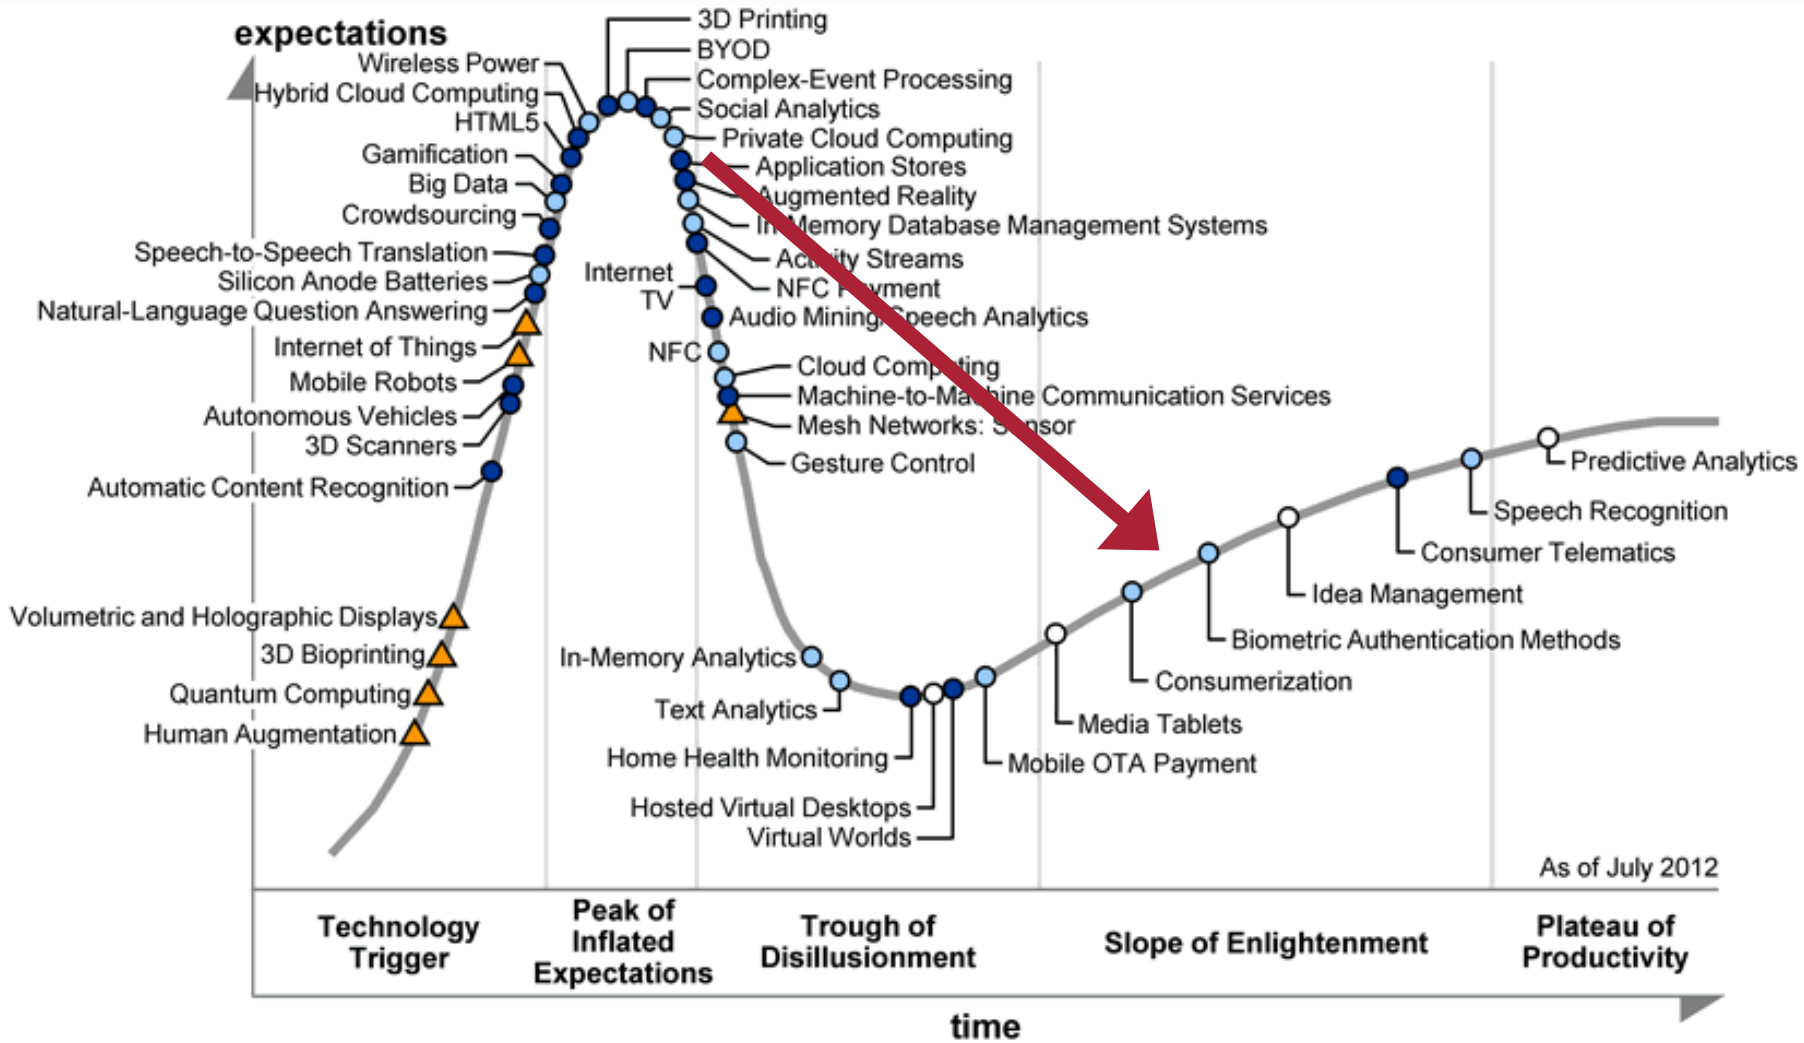 expectations
3D Printing
BYOD
Complex-Event Processing
Social Analytics
Private Cloud Computing
Application Stores
Augmented Reality
In-Memory Database Management Systems
Activity Streams
NFC Payment
Audio Mining/Speech Analytics
Cloud Computing
Machine-to-Machine Communication Services
Mesh Networks: Sensor
Gesture Control
Wireless Power
Hybrid Cloud Computing
HTML5
Gamification
Big Data
Crowdsourcing
Speech-to-Speech Translation
Silicon Anode Batteries
Natural-Language Question Answering
Internet of Things
Mobile Robots
Autonomous Vehicles
3D Scanners
Automatic Content Recognition
Volumetric and Holographic Displays
3D Bioprinting
Quantum Computing
Human Augmentation
Internet
TV
NFC
In-Memory Analytics
Text Analytics
Home Health Monitoring
Hosted Virtual Desktops
Virtual Worlds
Predictive Analytics
Speech Recognition
Consumer Telematics
Idea Management
Biometric Authentication Methods
Consumerization
Media Tablets
Mobile OTA Payment
As of July 2012
Technology
Trigger
Peak of
Inflated
Expectations
Trough of
Disillusionment
Slope of Enlightenment
Plateau of
Productivity
time